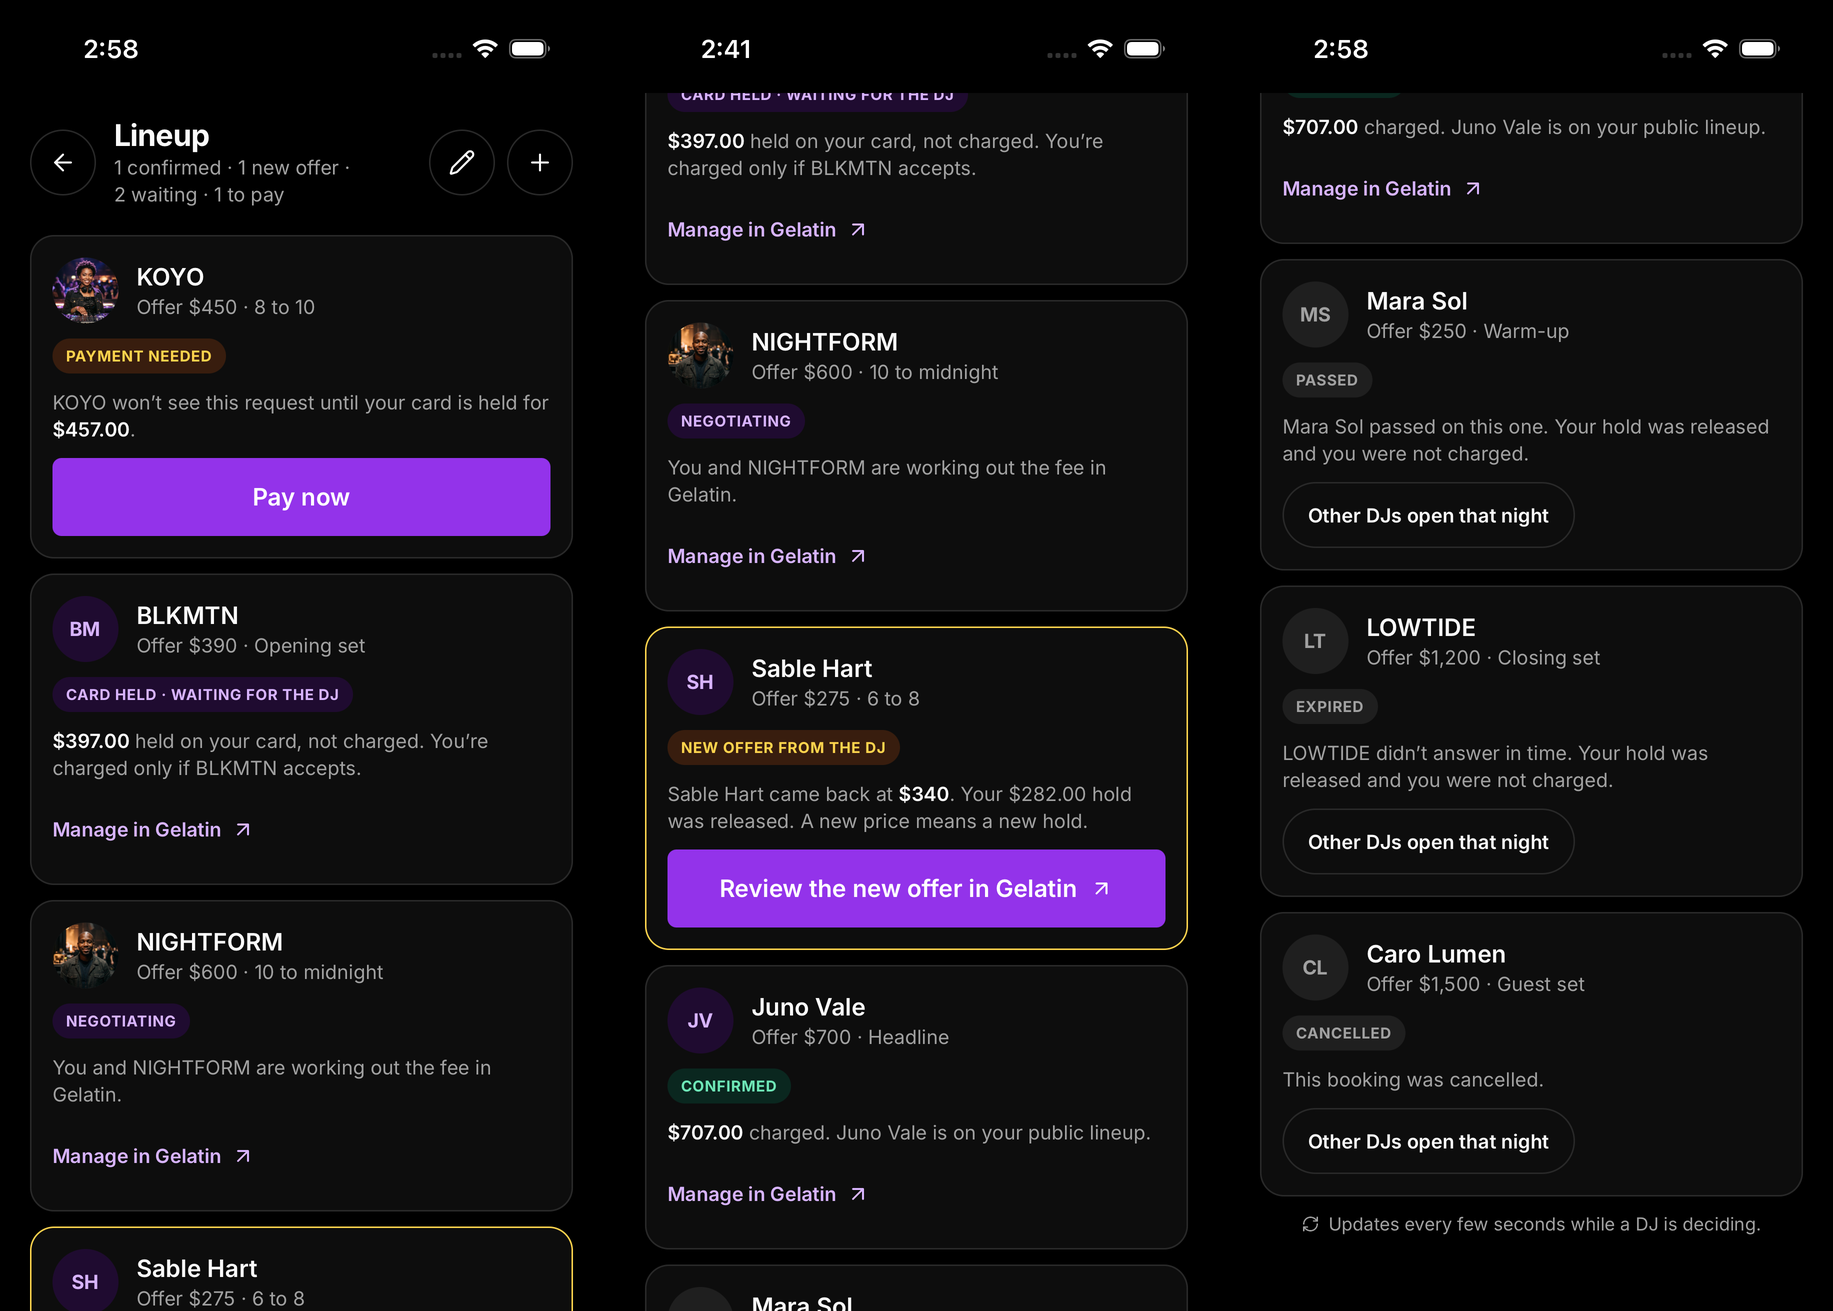 2:58
Lineup
1 confirmed · 1 new offer ·
2 waiting · 1 to pay
KOYO
Offer $450 · 8 to 10
PAYMENT NEEDED
KOYO won’t see this request until your card is held for
$457.00.
Pay now
BM
BLKMTN
Offer $390 · Opening set
CARD HELD · WAITING FOR THE DJ
$397.00 held on your card, not charged. You’re
charged only if BLKMTN accepts.
Manage in Gelatin
NIGHTFORM
Offer $600 · 10 to midnight
NEGOTIATING
You and NIGHTFORM are working out the fee in
Gelatin.
Manage in Gelatin
SH
Sable Hart
Offer $275 · 6 to 8
2:41
CARD HELD · WAITING FOR THE DJ
$397.00 held on your card, not charged. You’re
charged only if BLKMTN accepts.
Manage in Gelatin
NIGHTFORM
Offer $600 · 10 to midnight
NEGOTIATING
You and NIGHTFORM are working out the fee in
Gelatin.
Manage in Gelatin
SH
Sable Hart
Offer $275 · 6 to 8
NEW OFFER FROM THE DJ
Sable Hart came back at $340. Your $282.00 hold
was released. A new price means a new hold.
Review the new offer in Gelatin
JV
Juno Vale
Offer $700 · Headline
CONFIRMED
$707.00 charged. Juno Vale is on your public lineup.
Manage in Gelatin
Mara Sol
2:58
$707.00 charged. Juno Vale is on your public lineup.
Manage in Gelatin
MS
Mara Sol
Offer $250 · Warm-up
PASSED
Mara Sol passed on this one. Your hold was released
and you were not charged.
Other DJs open that night
LT
LOWTIDE
Offer $1,200 · Closing set
EXPIRED
LOWTIDE didn’t answer in time. Your hold was
released and you were not charged.
Other DJs open that night
CL
Caro Lumen
Offer $1,500 · Guest set
CANCELLED
This booking was cancelled.
Other DJs open that night
Updates every few seconds while a DJ is deciding.